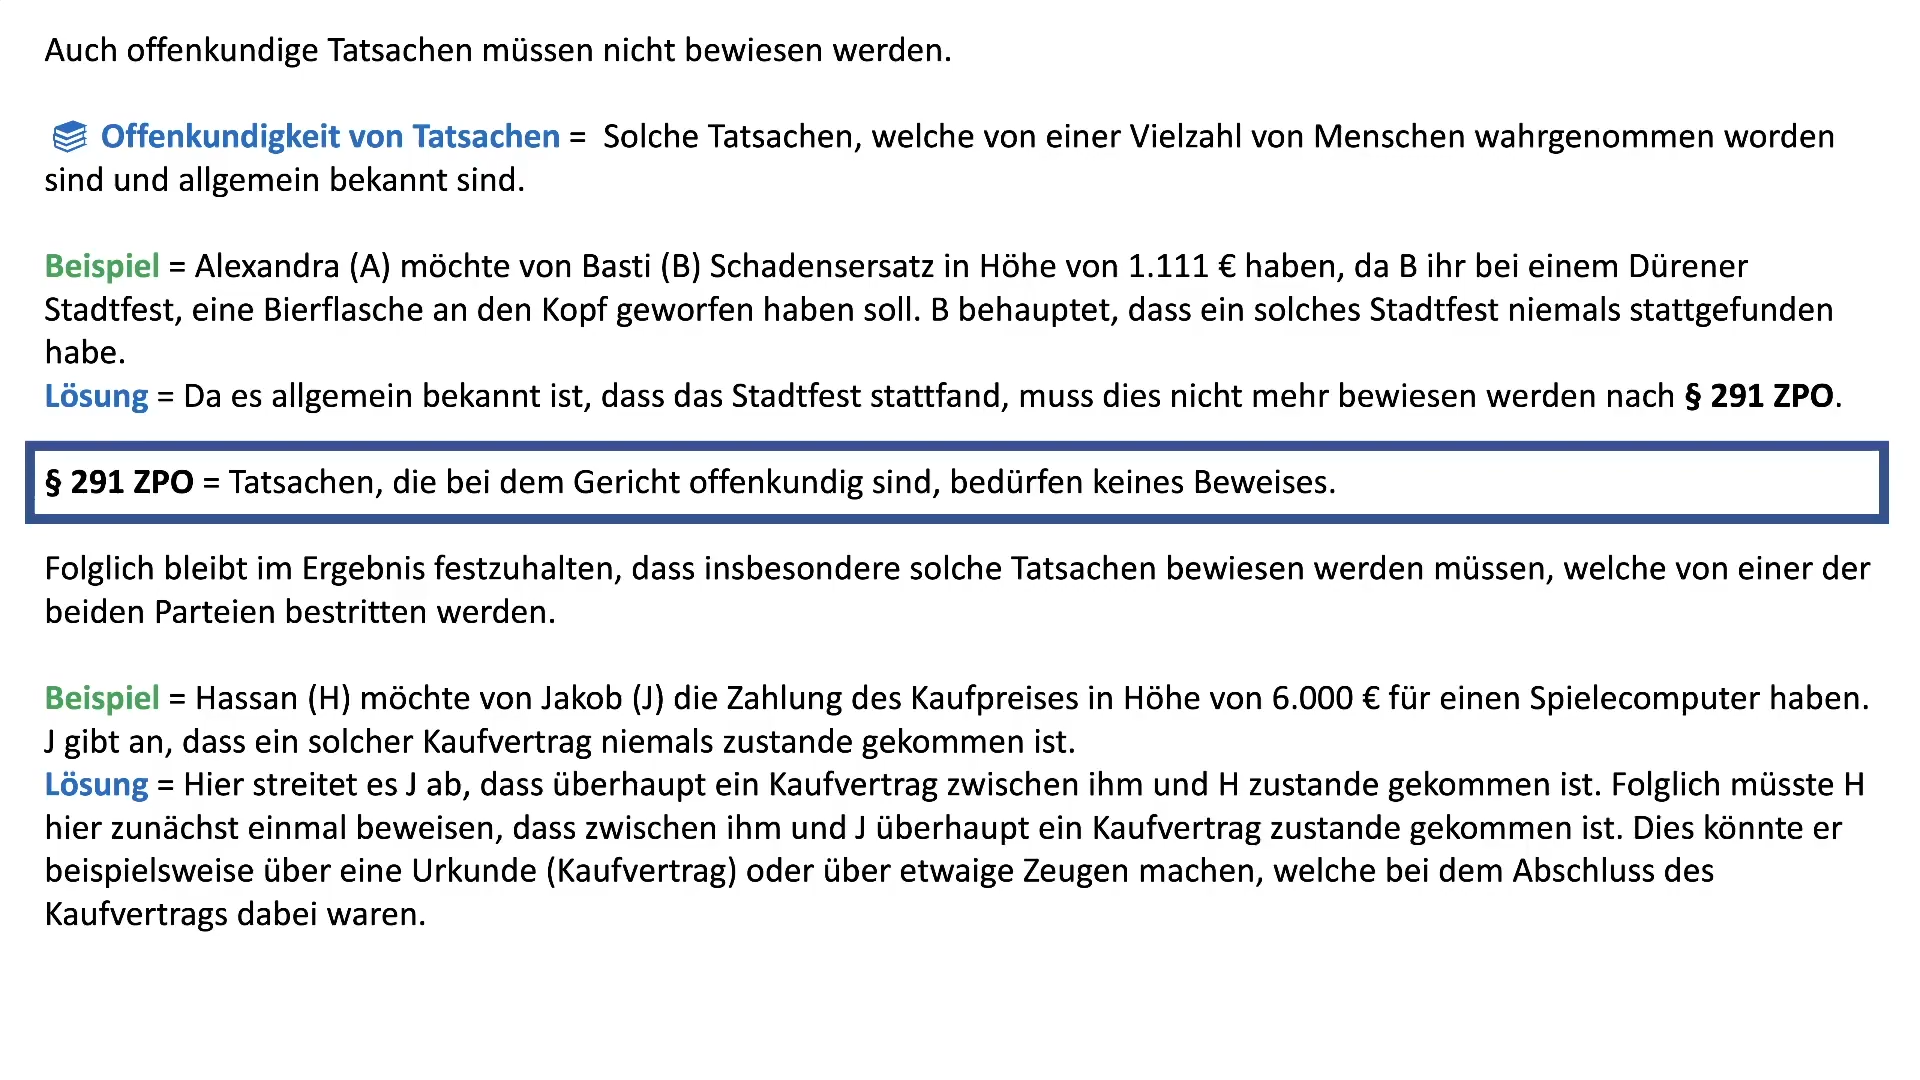 Auch offenkundige Tatsachen müssen nicht bewiesen werden.
Offenkundigkeit von Tatsachen = Solche Tatsachen, welche von einer Vielzahl von Menschen wahrgenommen worden
sind und allgemein bekannt sind.
Beispiel = Alexandra (A) möchte von Basti (B) Schadensersatz in Höhe von 1.111 € haben, da B ihr bei einem Dürener
Stadtfest, eine Bierflasche an den Kopf geworfen haben soll. B behauptet, dass ein solches Stadtfest niemals stattgefunden
habe.
Lösung = Da es allgemein bekannt ist, dass das Stadtfest stattfand, muss dies nicht mehr bewiesen werden nach § 291 ZPO.
§ 291 ZPO = Tatsachen, die bei dem Gericht offenkundig sind, bedürfen keines Beweises.
Folglich bleibt im Ergebnis festzuhalten, dass insbesondere solche Tatsachen bewiesen werden müssen, welche von einer der
beiden Parteien bestritten werden.
Beispiel = Hassan (H) möchte von Jakob (J) die Zahlung des Kaufpreises in Höhe von 6.000 € für einen Spielecomputer haben.
J gibt an, dass ein solcher Kaufvertrag niemals zustande gekommen ist.
Lösung = Hier streitet es J ab, dass überhaupt ein Kaufvertrag zwischen ihm und H zustande gekommen ist. Folglich müsste H
hier zunächst einmal beweisen, dass zwischen ihm und J überhaupt ein Kaufvertrag zustande gekommen ist. Dies könnte er
beispielsweise über eine Urkunde (Kaufvertrag) oder über etwaige Zeugen machen, welche bei dem Abschluss des
Kaufvertrags dabei waren.